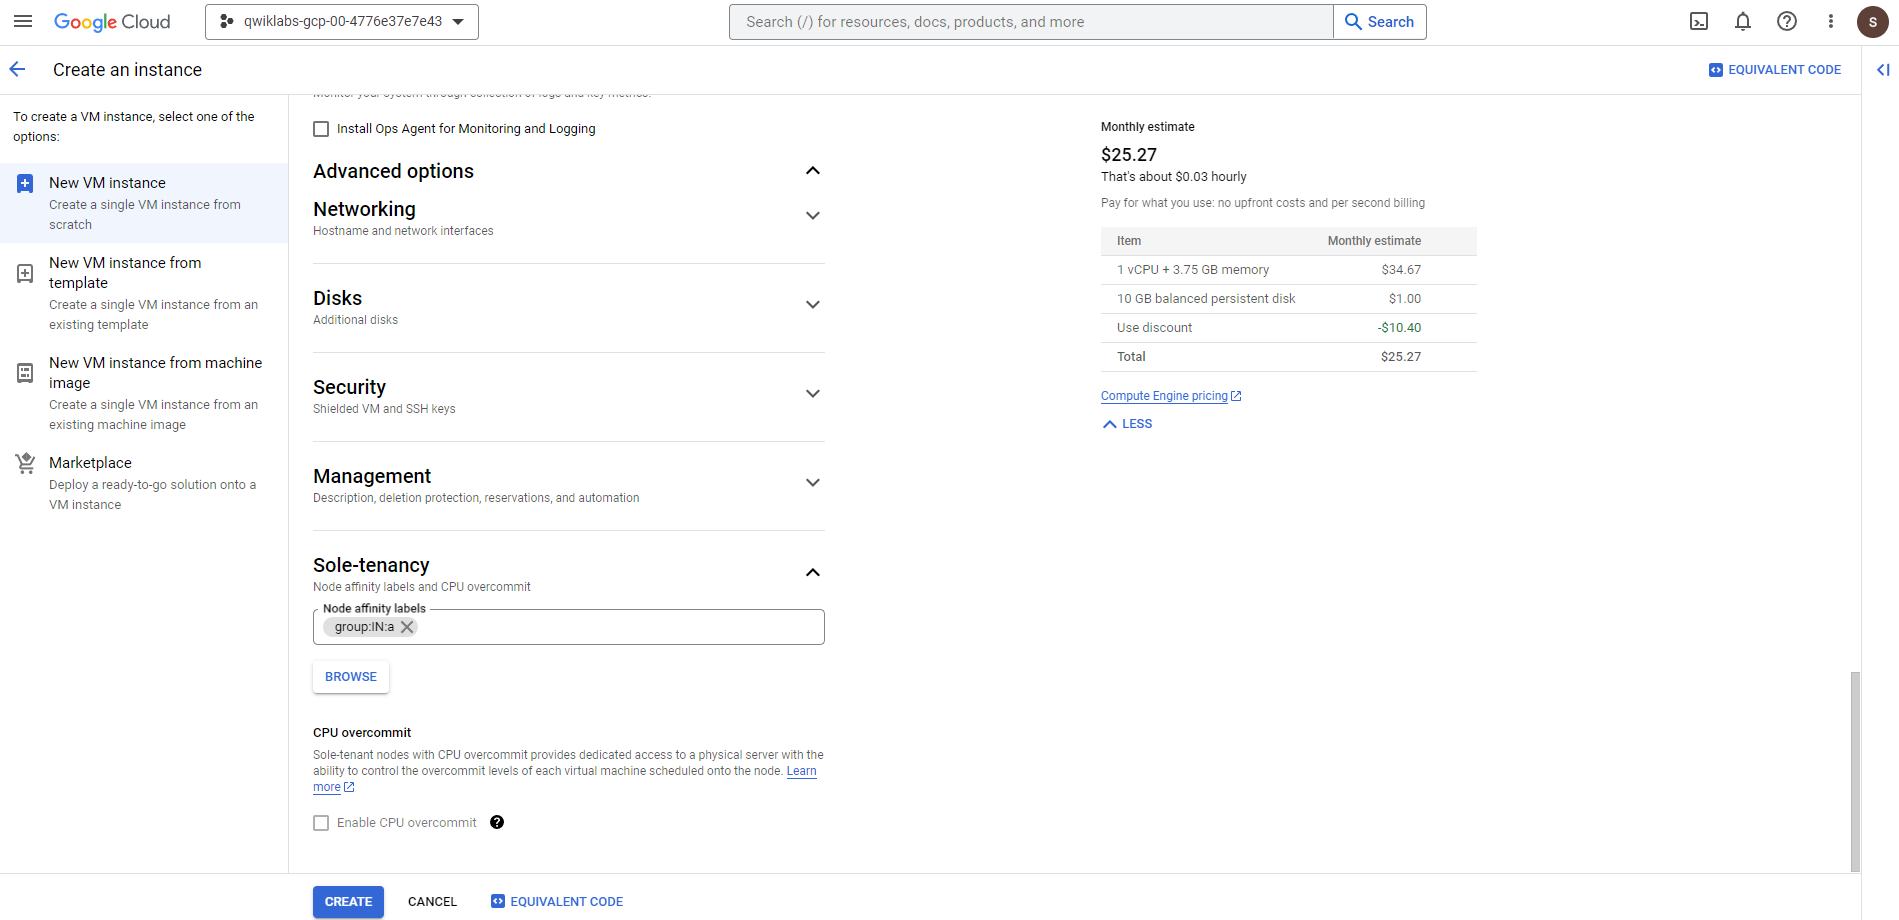 Google Cloud
qwiklabs-gcp-00-4776e37e7e43
Search (/) for resources, docs, products, and more
Search
S
Create an instance
EQUIVALENT CODE
To create a VM instance, select one of the
options:
New VM instance
Create a single VM instance from
scratch
New VM instance from
template
Create a single VM instance from an
existing template
New VM instance from machine
image
Create a single VM instance from an
existing machine image
Marketplace
Deploy a ready-to-go solution onto a
VM instance
Monitor your system through collection of logs and key metrics.
Install Ops Agent for Monitoring and Logging
Advanced options
Networking
Hostname and network interfaces
Disks
Additional disks
Security
Shielded VM and SSH keys
Management
Description, deletion protection, reservations, and automation
Sole-tenancy
Node affinity labels and CPU overcommit
Node affinity labels
group:IN:a
BROWSE
CPU overcommit
Sole-tenant nodes with CPU overcommit provides dedicated access to a physical server with the
ability to control the overcommit levels of each virtual machine scheduled onto the node. Learn
more
Enable CPU overcommit
Monthly estimate
$25.27
That's about $0.03 hourly
Pay for what you use: no upfront costs and per second billing
Item Monthly estimate
1 vCPU + 3.75 GB memory $34.67
10 GB balanced persistent disk $1.00
Use discount -$10.40
Total $25.27
Compute Engine pricing
LESS
CREATE CANCEL EQUIVALENT CODE